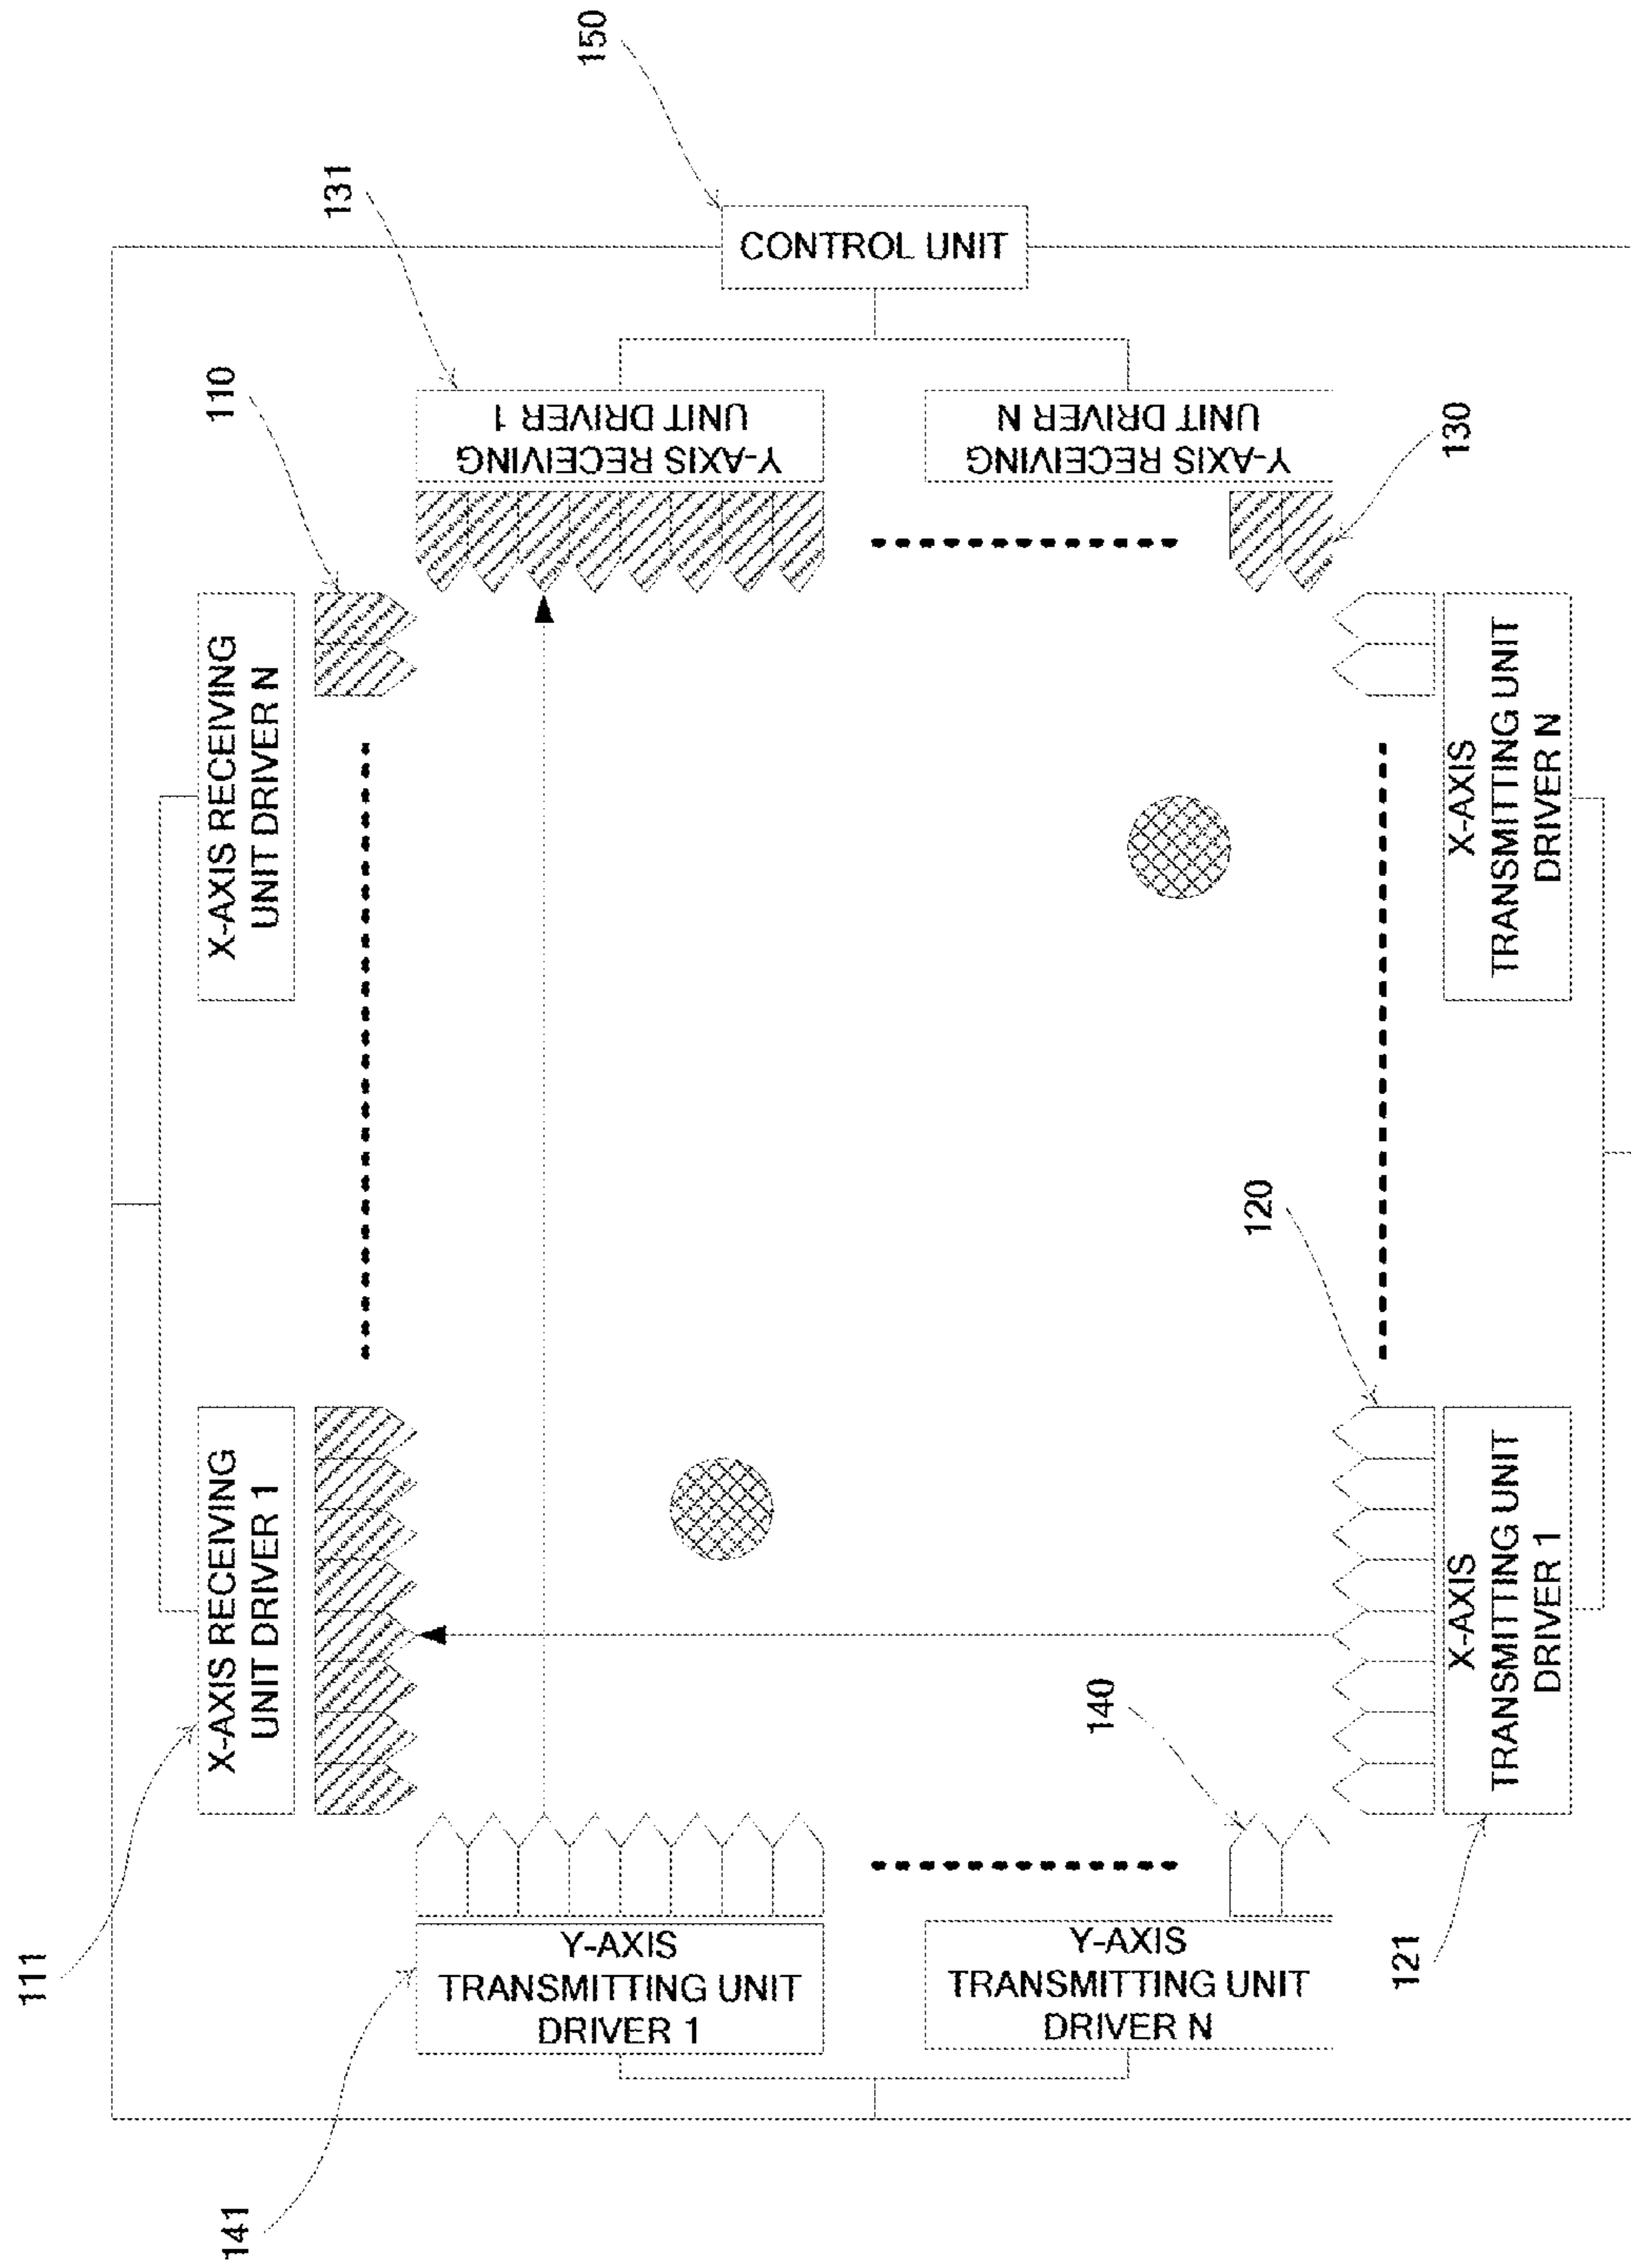 150
131
CONTROL UNIT
110
Y-AXIS RECEIVING
UNIT DRIVER 1
Y-AXIS RECEIVING
UNIT DRIVER N
130
X-AXIS RECEIVING
UNIT DRIVER N
X-AXIS
TRANSMITTING UNIT
DRIVER N
120
X-AXIS RECEIVING
UNIT DRIVER 1
X-AXIS
TRANSMITTING UNIT
DRIVER 1
111
140
121
Y-AXIS
TRANSMITTING UNIT
DRIVER 1
Y-AXIS
TRANSMITTING UNIT
DRIVER N
141